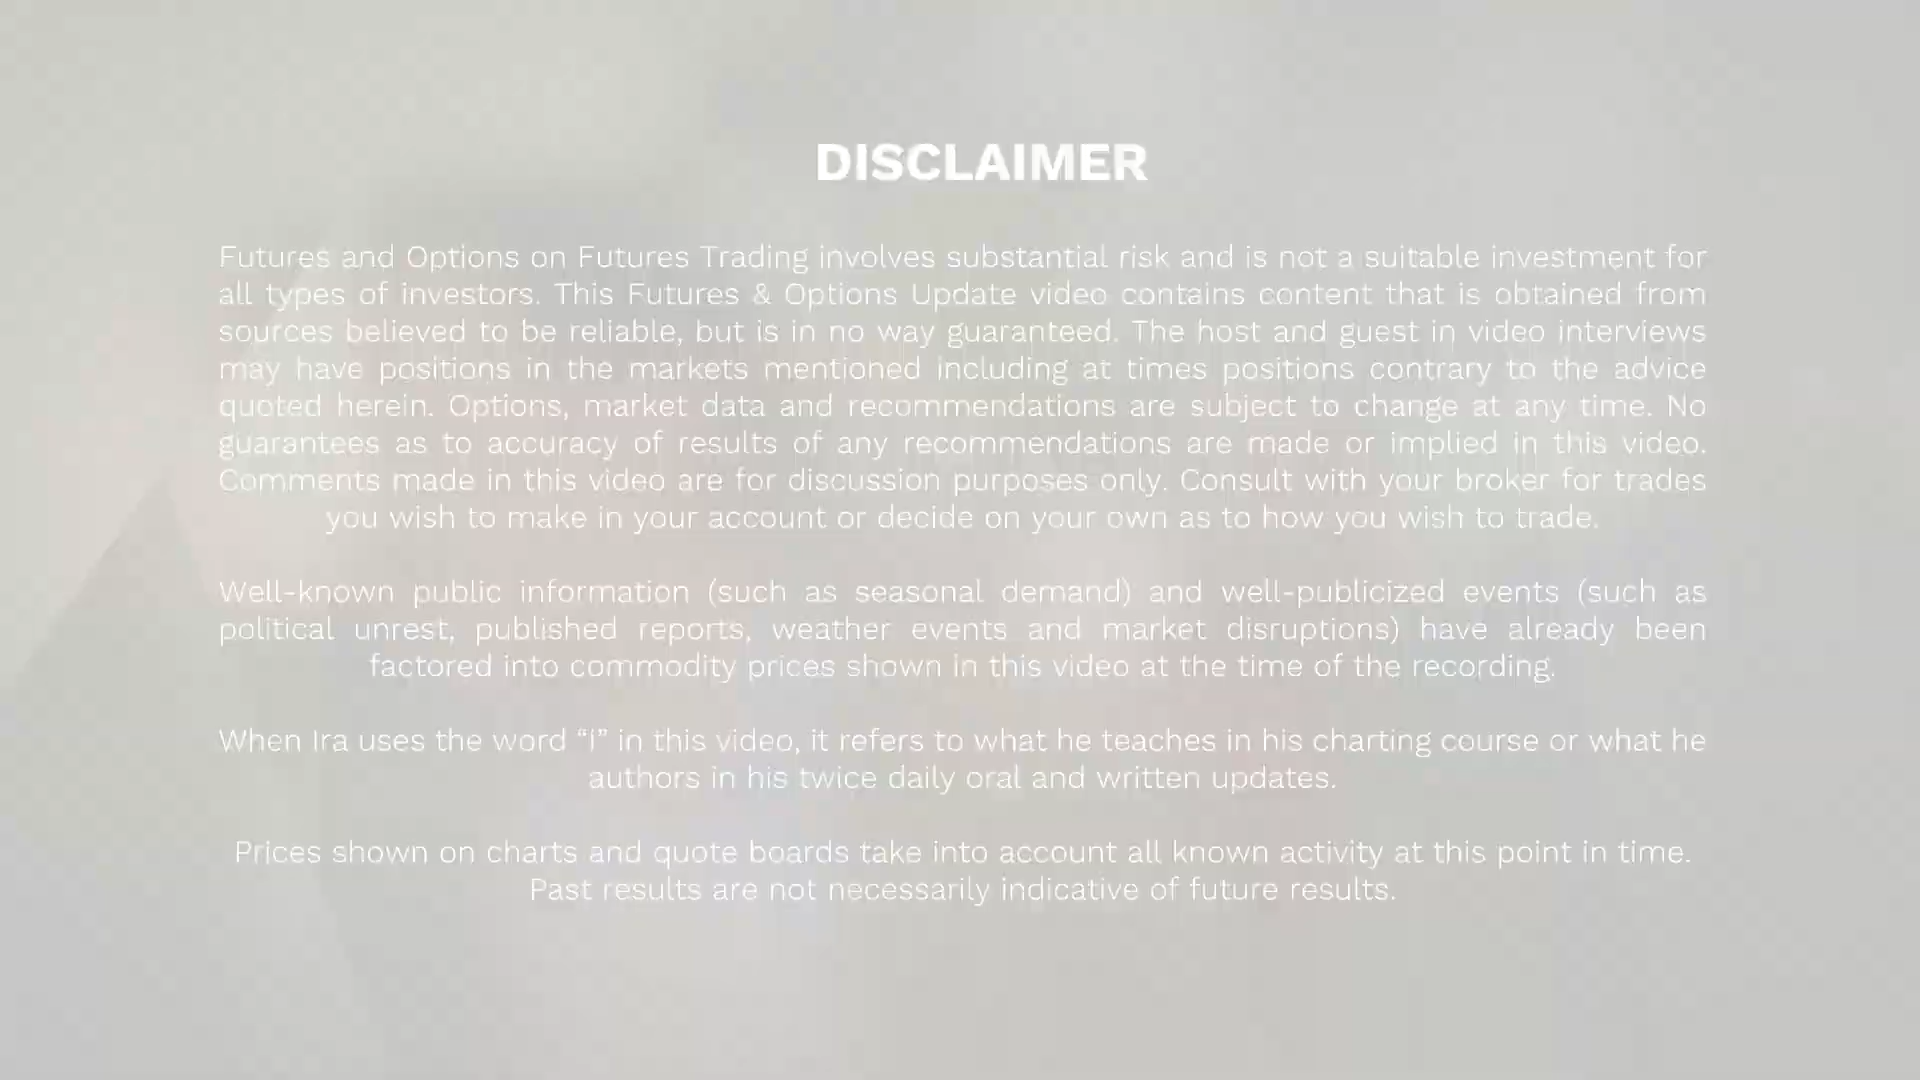 DISCLAIMER
Futures and Options on Futures Trading involves substantial risk and is not a suitable investment for
all types of investors. This Futures & Options Update video contains content that is obtained from
sources believed to be reliable, but is in no way guaranteed. The host and guest in video interviews
may have positions in the markets mentioned including at times positions contrary to the advice
quoted herein. Options, market data and recommendations are subject to change at any time. No
guarantees as to accuracy of results of any recommendations are made or implied in this video.
Comments made in this video are for discussion purposes only. Consult with your broker for trades
you wish to make in your account or decide on your own as to how you wish to trade.
Well-known public information (such as seasonal demand) and well-publicized events (such as
political unrest, published reports, weather events and market disruptions) have already been
factored into commodity prices shown in this video at the time of the recording.
When Ira uses the word “I” in this video, it refers to what he teaches in his charting course or what he
authors in his twice daily oral and written updates.
Prices shown on charts and quote boards take into account all known activity at this point in time.
Past results are not necessarily indicative of future results.